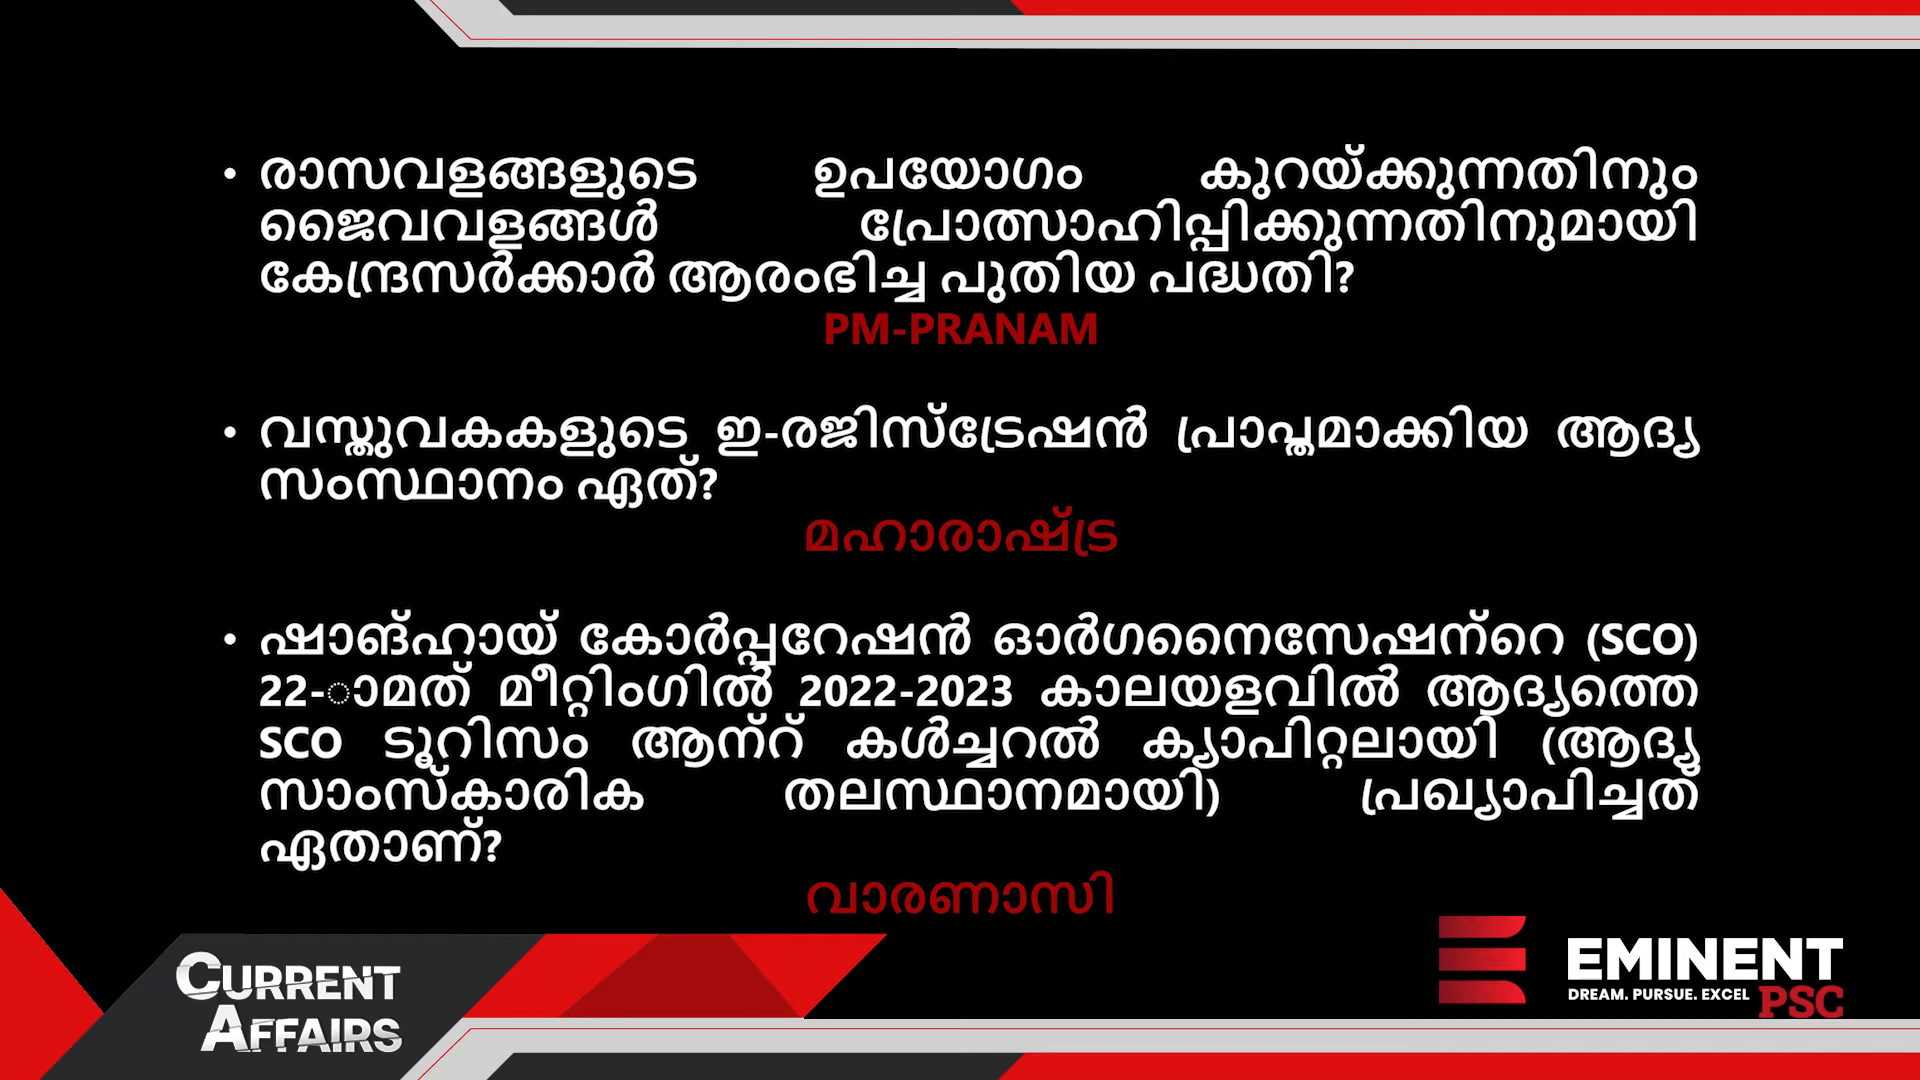 • രാസവളങ്ങളുടെ ഉപയോഗം കുറയ്ക്കുന്നതിനും
ജൈവവളങ്ങൾ പ്രോത്സാഹിപ്പിക്കുന്നതിനുമായി
കേന്ദ്രസർക്കാർ ആരംഭിച്ച പുതിയ പദ്ധതി?
PM-PRANAM
• വസ്തുവകകളുടെ ഇ-രജിസ്ട്രേഷൻ പ്രാപ്തമാക്കിയ ആദ്യ
സംസ്ഥാനം ഏത്?
മഹാരാഷ്ട്ര
• ഷാങ്ഹായ് കോർപ്പറേഷൻ ഓർഗനൈസേഷന്റെ (SCO)
22-ാമത് മീറ്റിംഗിൽ 2022-2023 കാലയളവിൽ ആദ്യത്തെ
SCO ടൂറിസം ആന്റ് കൾച്ചറൽ ക്യാപിറ്റലായി (ആദ്യ
സാംസ്കാരിക തലസ്ഥാനമായി) പ്രഖ്യാപിച്ചത്
ഏതാണ്?
വാരണാസി
CURRENT
AFFAIRS
EMINENT
DREAM. PURSUE. EXCEL PSC